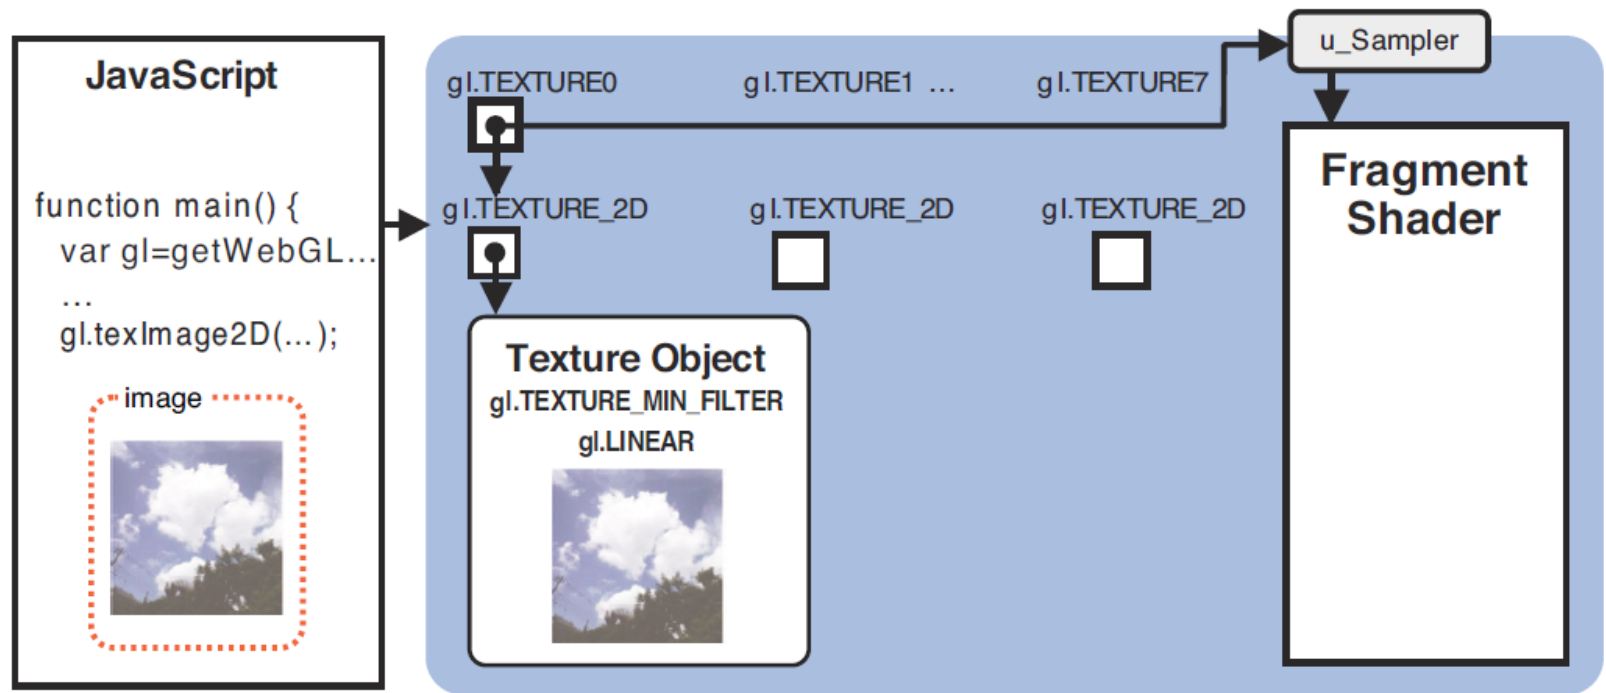 JavaScript
function main() {
var gl=getWebGL...
...
gl.texImage2D(...);
image
gl.TEXTURE0
gl.TEXTURE1 ...
gl.TEXTURE7
gl.TEXTURE_2D
gl.TEXTURE_2D
gl.TEXTURE_2D
Texture Object
gl.TEXTURE_MIN_FILTER
gl.LINEAR
u_Sampler
Fragment
Shader